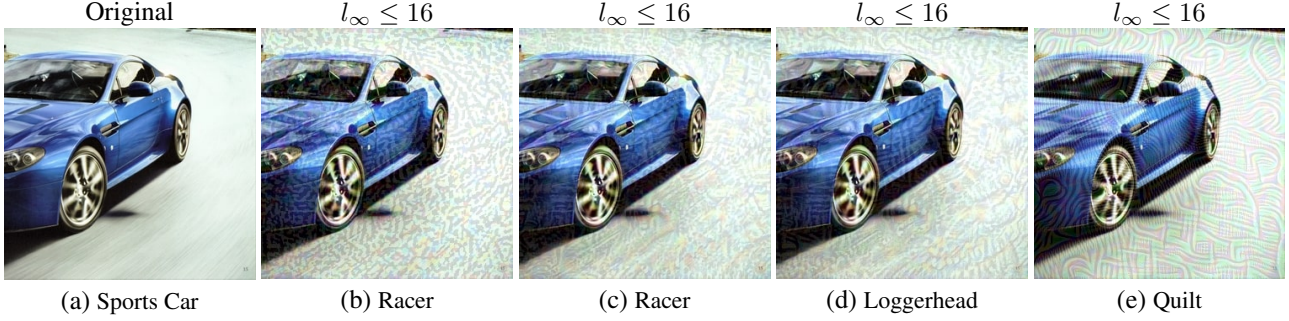 Original
l∞ ≤ 16
l∞ ≤ 16
l∞ ≤ 16
l∞ ≤ 16
(a) Sports Car
(b) Racer
(c) Racer
(d) Loggerhead
(e) Quilt